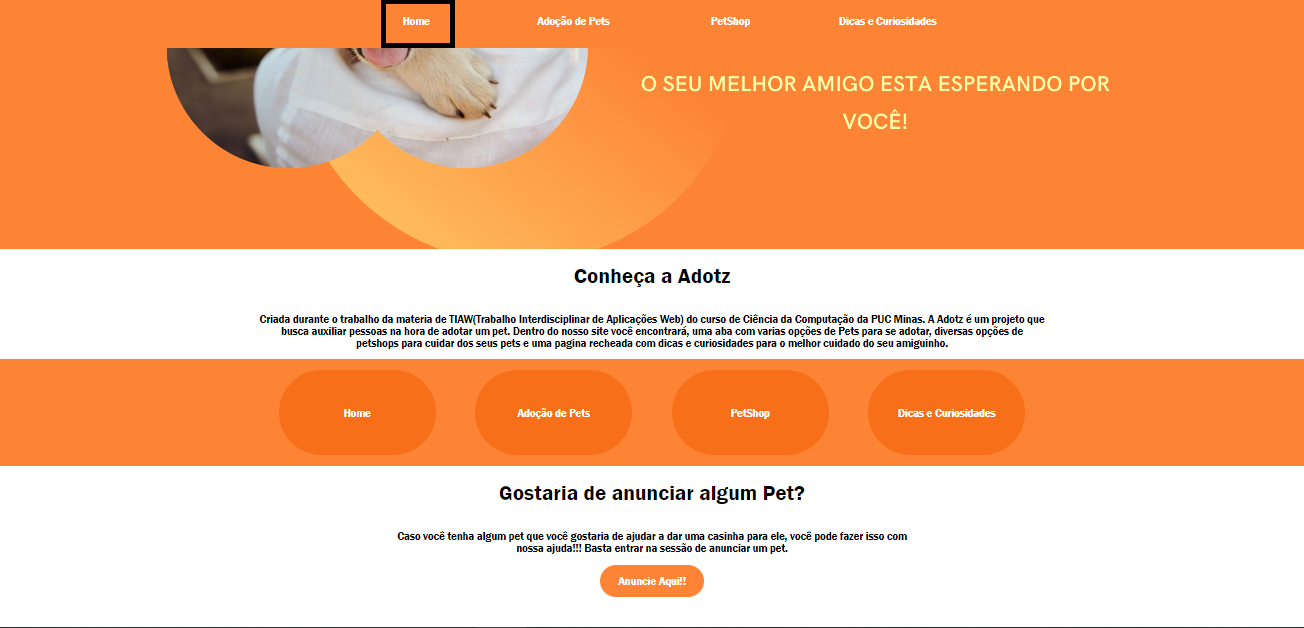 Home
Adoção de Pets
PetShop
Dicas e Curiosidades
O SEU MELHOR AMIGO ESTA ESPERANDO POR
VOCÊ!
Conheça a Adotz
Criada durante o trabalho da materia de TIAW(Trabalho Interdisciplinar de Aplicações Web) do curso de Ciência da Computação da PUC Minas. A Adotz é um projeto que
busca auxiliar pessoas na hora de adotar um pet. Dentro do nosso site você encontrará, uma aba com varias opções de Pets para se adotar, diversas opções de
petshops para cuidar dos seus pets e uma pagina recheada com dicas e curiosidades para o melhor cuidado do seu amiguinho.
Home
Adoção de Pets
PetShop
Dicas e Curiosidades
Gostaria de anunciar algum Pet?
Caso você tenha algum pet que você gostaria de ajudar a dar uma casinha para ele, você pode fazer isso com
nossa ajuda!!! Basta entrar na sessão de anunciar um pet.
Anuncie Aqui!!